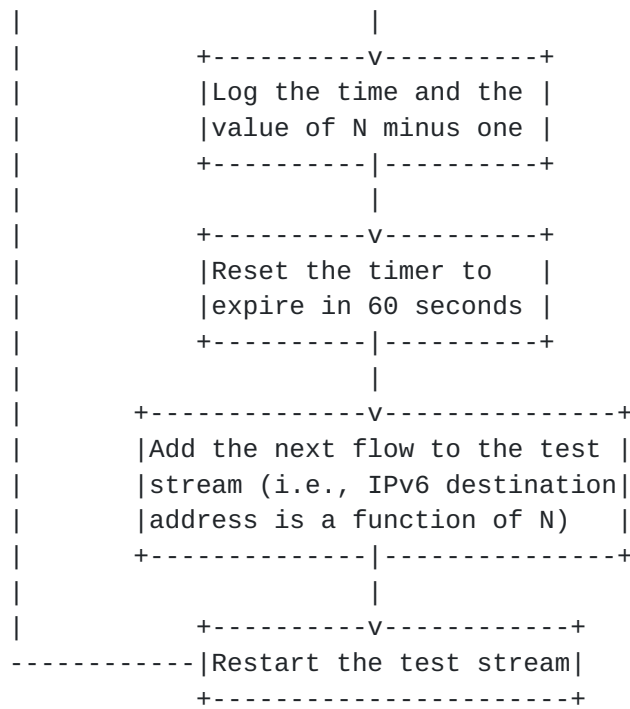 Log the time and the
value of N minus one
Reset the timer to
expire in 60 seconds
Add the next flow to the test
stream (i.e., IPv6 destination
address is a function of N)
Restart the test stream